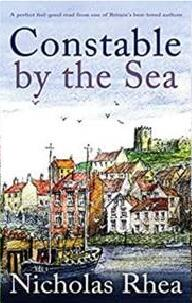 A perfect feel-good read from one of Britain's best-loved authors
Constable
by the Sea
Nicholas Rhea